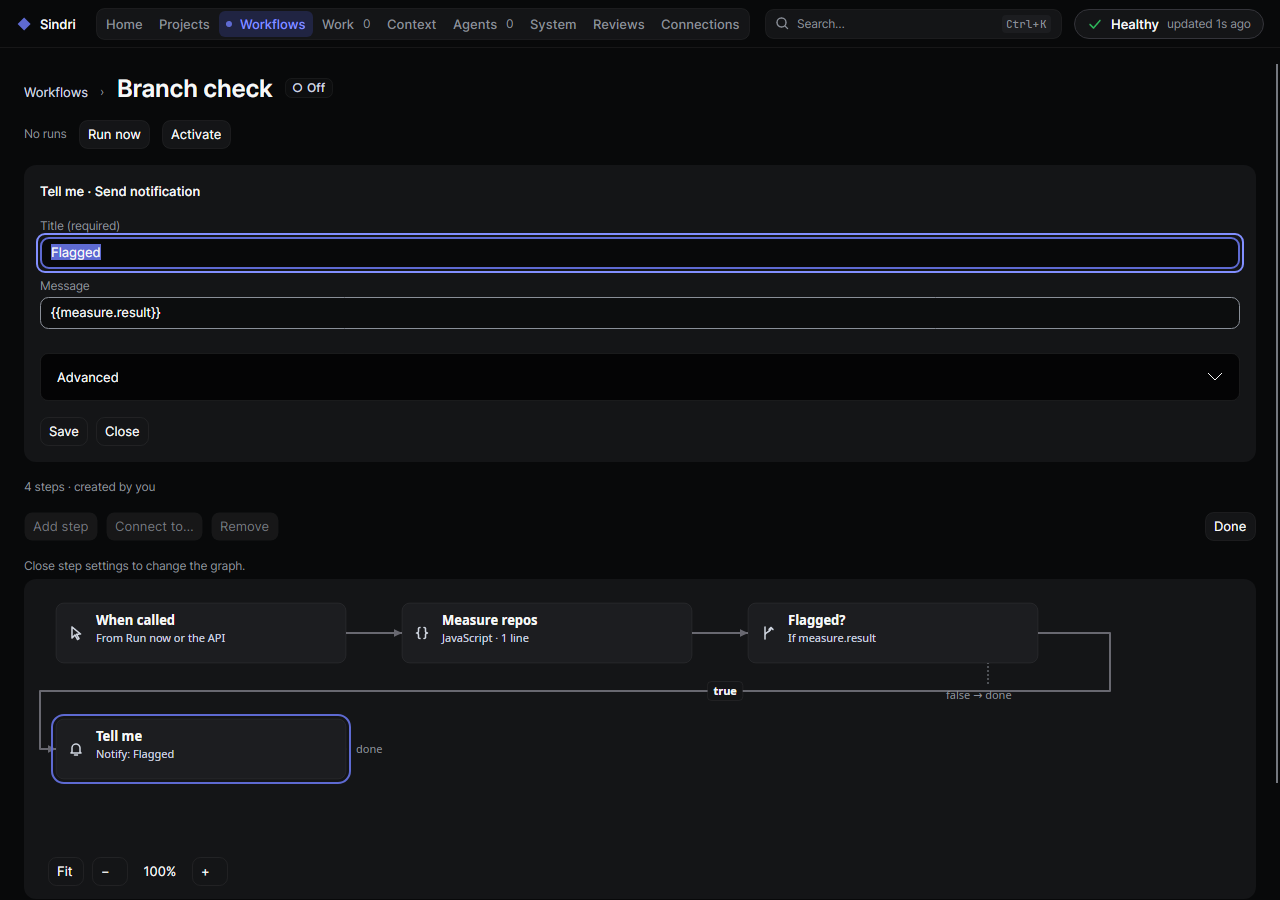 Sindri
Home Projects Workflows Work 0 Context Agents 0 System Reviews Connections
Search... Ctrl+K
Healthy updated 1s ago
Workflows › Branch check Off
No runs Run now Activate
Tell me · Send notification
Title (required)
Flagged
Message
{{measure.result}}
Advanced
Save Close
4 steps · created by you
Add step Connect to... Remove Done
Close step settings to change the graph.
When called
From Run now or the API
{} Measure repos
JavaScript · 1 line
Flagged?
If measure.result
true
false → done
Tell me
Notify: Flagged
done
Fit − 100% +